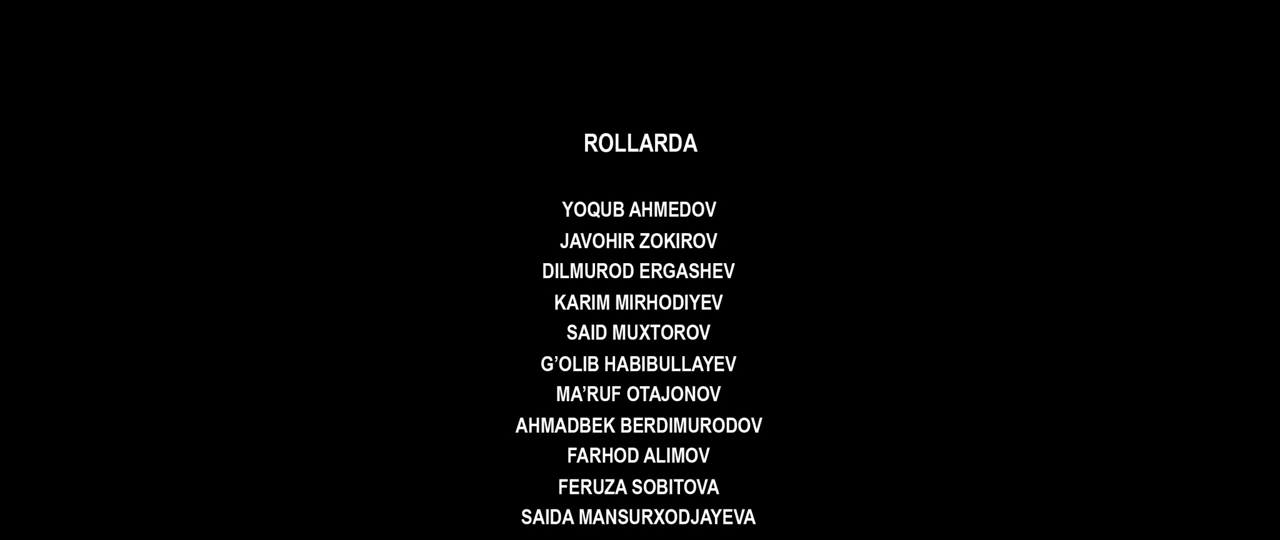 ROLLARDA
YOQUB AHMEDOV
JAVOHIR ZOKIROV
DILMUROD ERGASHEV
KARIM MIRHODIYEV
SAID MUXTOROV
G’OLIB HABIBULLAYEV
MA’RUF OTAJONOV
AHMADBEK BERDIMURODOV
FARHOD ALIMOV
FERUZA SOBITOVA
SAIDA MANSURXODJAYEVA